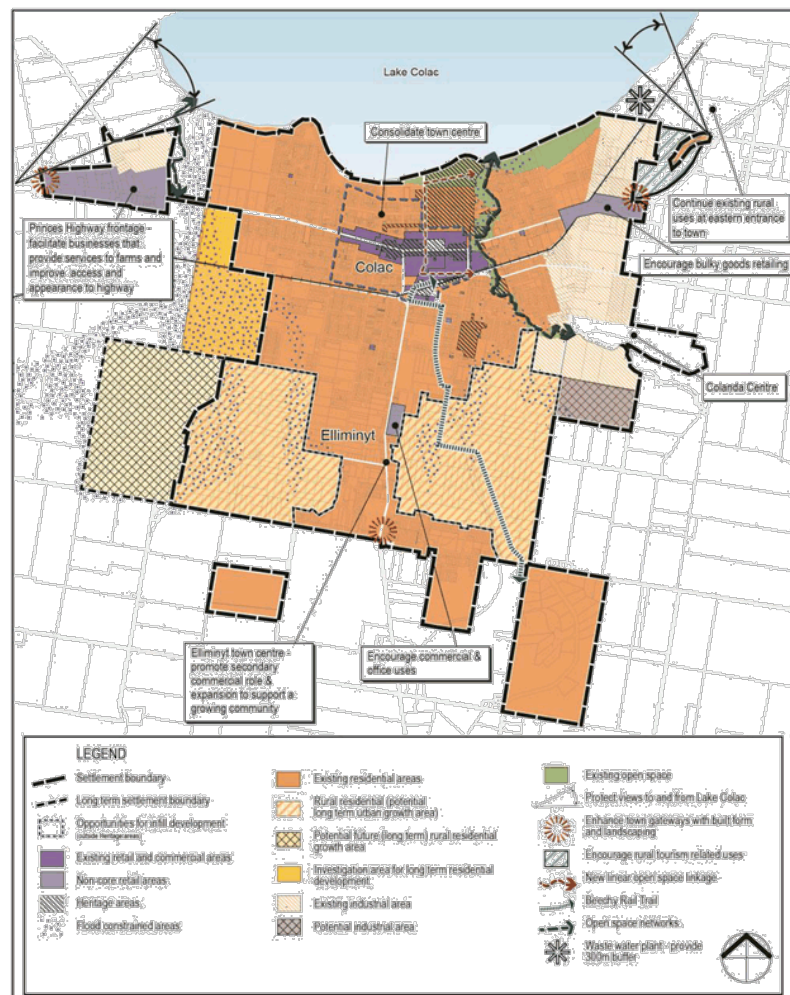 Lake Colac
Consolidate town centre
Continue existing rural
uses at eastern entrance
to town
Princes Highway frontage -
facilitate businesses that
provide services to farms and
improve access and
appearance to highway
Colac
Encourage bulky goods retailing
Colanda Centre
Elliminyt
Elliminyt town centre -
promote secondary
commercial role &
expansion to support a
growing community
Encourage commercial &
office uses
LEGEND
Settlement boundary
Long term settlement boundary
Opportunities for infill development
(outside Heritage areas)
Existing retail and commercial areas
Non-core retail areas
Heritage areas
Flood constrained areas
Existing residential areas
Rural residential (potential
long term urban growth area)
Potential future (long term) rural residential
growth area
Investigation area for long term residential
development
Existing industrial area
Potential industrial area
Existing open space
Protect views to and from Lake Colac
Enhance town gateways with built form
and landscaping
Encourage rural tourism related uses
New linear open space linkage
Beechy Rail Trail
Open space networks
Waste water plant - provide
300m buffer